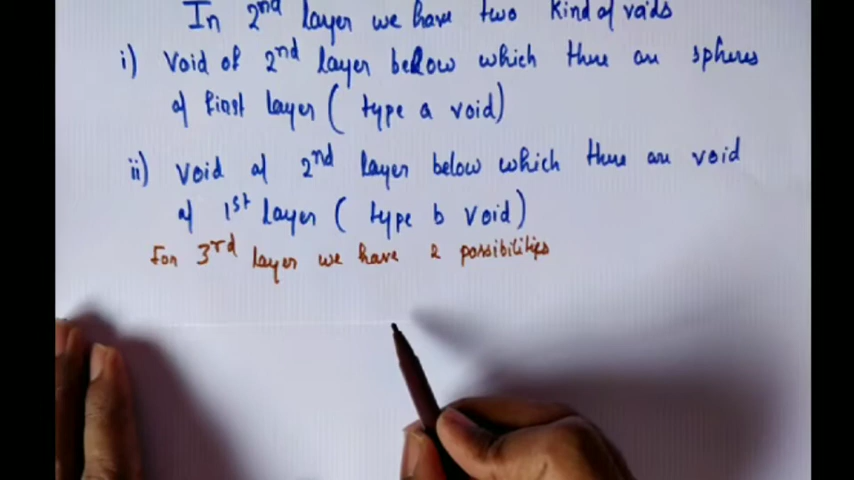 In 2nd layer we have two kind of voids
i) Void of 2nd layer below which there are spheres
of first layer ( type a void)
ii) void of 2nd layer below which there are void
of 1st layer ( type b void)
For 3rd layer we have 2 possibilities